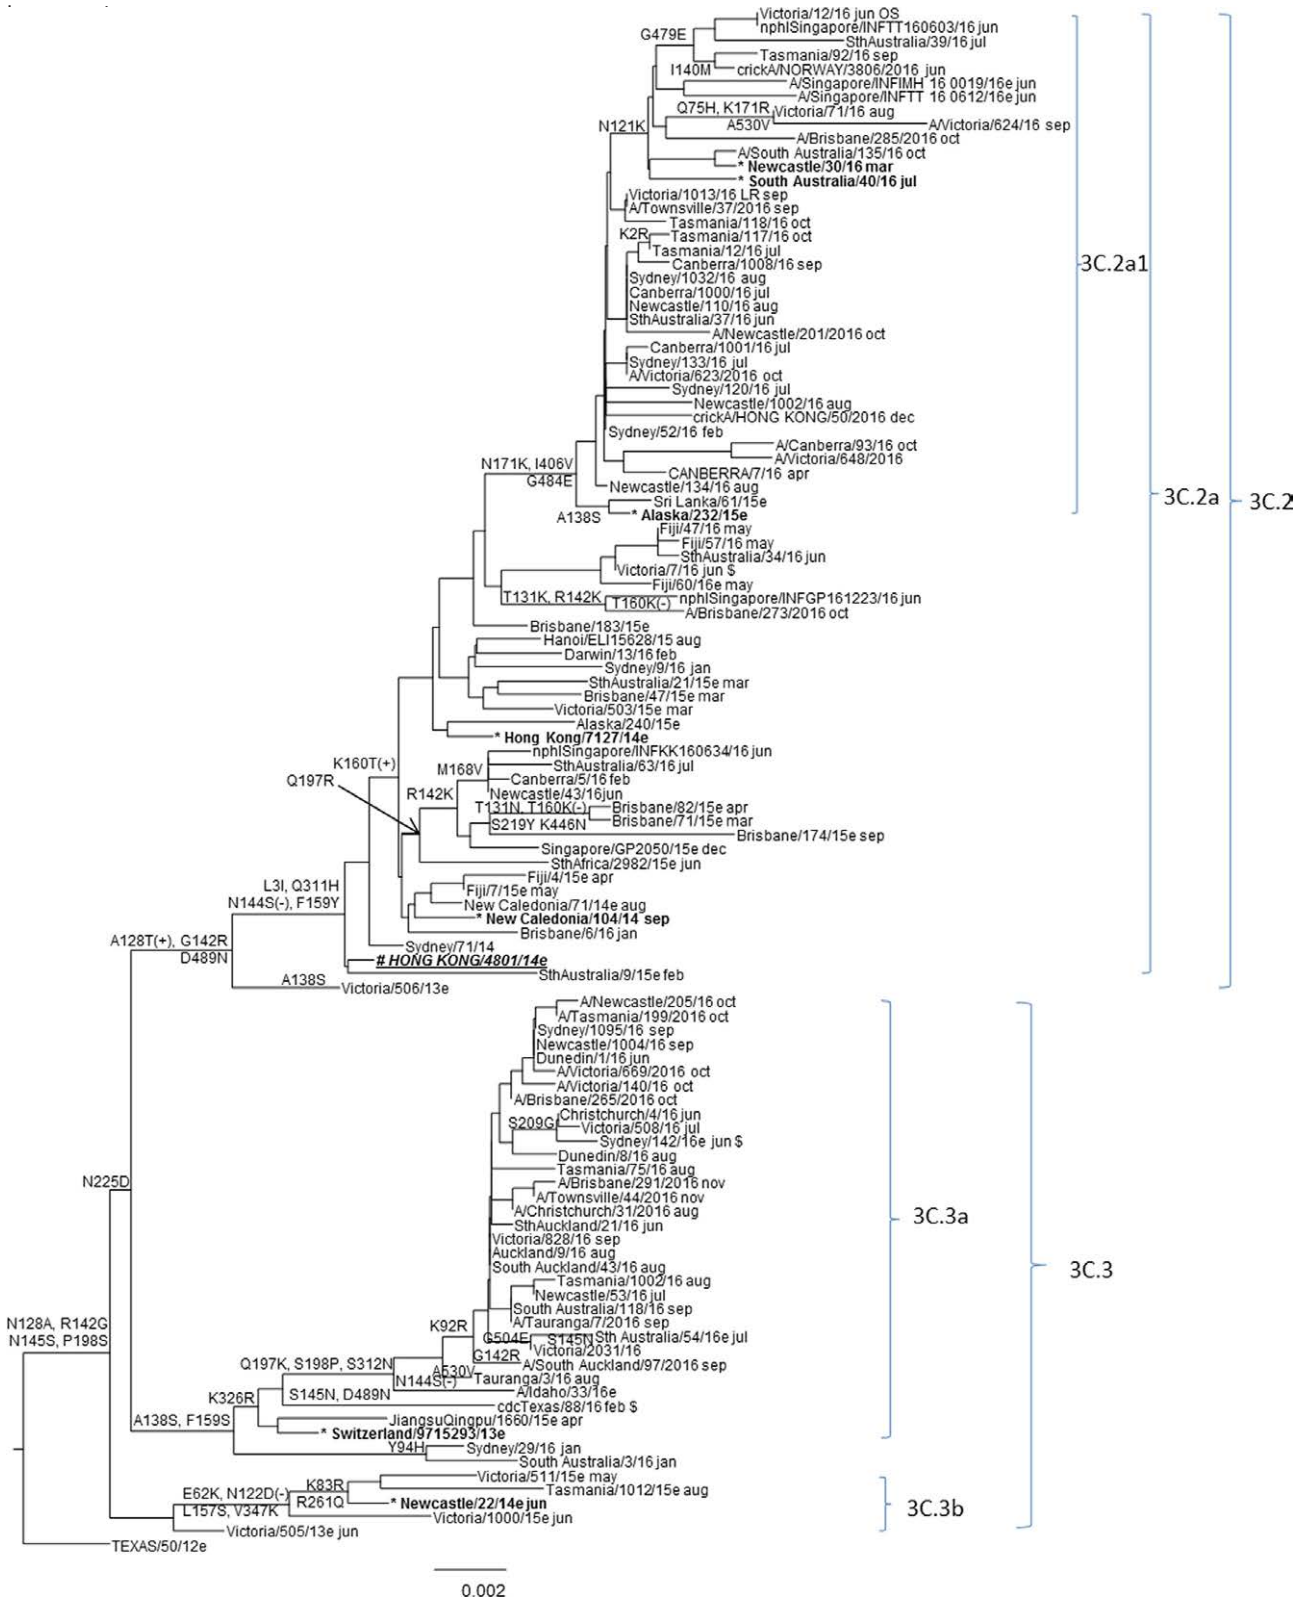 Victoria/12/16 jun OS
nphlSingapore/INFTT160603/16 jun
G479E
SthAustralia/39/16 jul
Tasmania/92/16 sep
I140M
crickA/NORWAY/3806/2016 jun
A/Singapore/INFIMH 16 0019/16e jun
A/Singapore/INFTT 16 0612/16e jun
Q75H, K171R
Victoria/71/16 aug
N121K
A530V
A/Victoria/624/16 sep
A/Brisbane/285/2016 oct
A/South Australia/135/16 oct
* Newcastle/30/16 mar
* South Australia/40/16 jul
Victoria/1013/16 LR sep
A/Townsville/37/2016 sep
Tasmania/118/16 oct
K2R
Tasmania/117/16 oct
Tasmania/12/16 jul
Canberra/1008/16 sep
3C.2a1
Sydney/1032/16 aug
Canberra/1000/16 jul
Newcastle/110/16 aug
SthAustralia/37/16 jun
A/Newcastle/201/2016 oct
Canberra/1001/16 jul
Sydney/133/16 jul
A/Victoria/623/2016 oct
Sydney/120/16 jul
Newcastle/1002/16 aug
crickA/HONG KONG/50/2016 dec
Sydney/52/16 feb
A/Canberra/93/16 oct
A/Victoria/648/2016
N171K, I406V
CANBERRA/7/16 apr
G484E
Newcastle/134/16 aug
3C.2a
3C.2
Sri Lanka/61/15e
A138S
* Alaska/232/15e
Fiji/47/16 may
Fiji/57/16 may
SthAustralia/34/16 jun
Victoria/7/16 jun $
Fiji/60/16e may
T131K, R142K
nphlSingapore/INFGP161223/16 jun
T160K(-)
A/Brisbane/273/2016 oct
Brisbane/183/15e
Hanoi/ELI15628/15 aug
Darwin/13/16 feb
Sydney/9/16 jan
SthAustralia/21/15e mar
Brisbane/47/15e mar
Victoria/503/15e mar
Alaska/240/15e
* Hong Kong/7127/14e
nphlSingapore/INFKK160634/16 jun
K160T(+)
M168V
SthAustralia/63/16 jul
Q197R
Canberra/5/16 feb
R142K
Newcastle/43/16jun
T131N, T160K(-)
Brisbane/82/15e apr
S219Y K446N
Brisbane/71/15e mar
Brisbane/174/15e sep
Singapore/GP2050/15e dec
SthAfrica/2982/15e jun
Fiji/4/15e apr
L3I, Q311H
Fiji/7/15e may
N144S(-), F159Y
New Caledonia/71/14e aug
* New Caledonia/104/14 sep
Brisbane/6/16 jan
A128T(+), G142R
Sydney/71/14
D489N
# HONG KONG/4801/14e
SthAustralia/9/15e feb
A138S
Victoria/506/13e
A/Newcastle/205/16 oct
A/Tasmania/199/2016 oct
Sydney/1095/16 sep
Newcastle/1004/16 sep
Dunedin/1/16 jun
A/Victoria/669/2016 oct
A/Victoria/140/16 oct
A/Brisbane/265/2016 oct
Christchurch/4/16 jun
S209G
Victoria/508/16 jul
Sydney/142/16e jun $
Dunedin/8/16 aug
Tasmania/75/16 aug
N225D
A/Brisbane/291/2016 nov
A/Townsville/44/2016 nov
A/Christchurch/31/2016 aug
3C.3a
SthAuckland/21/16 jun
Victoria/828/16 sep
Auckland/9/16 aug
South Auckland/43/16 aug
3C.3
Tasmania/1002/16 aug
Newcastle/53/16 jul
South Australia/118/16 sep
N128A, R142G
A/Tauranga/7/2016 sep
K92R
N145S, P198S
G504E
S145N
Sth Australia/54/16e jul
Victoria/2031/16
Q197K, S198P, S312N
G142R
A/South Auckland/97/2016 sep
A530V
Tauranga/3/16 aug
N144S(-)
A/Idaho/33/16e
K326R
S145N, D489N
cdcTexas/88/16 feb $
A138S, F159S
JiangsuQingpu/1660/15e apr
* Switzerland/9715293/13e
Y94H
Sydney/29/16 jan
South Australia/3/16 jan
Victoria/511/15e may
K83R
E62K, N122D(-)
Tasmania/1012/15e aug
R261Q
* Newcastle/22/14e jun
L157S, V347K
3C.3b
Victoria/1000/15e jun
Victoria/505/13e jun
TEXAS/50/12e
0.002